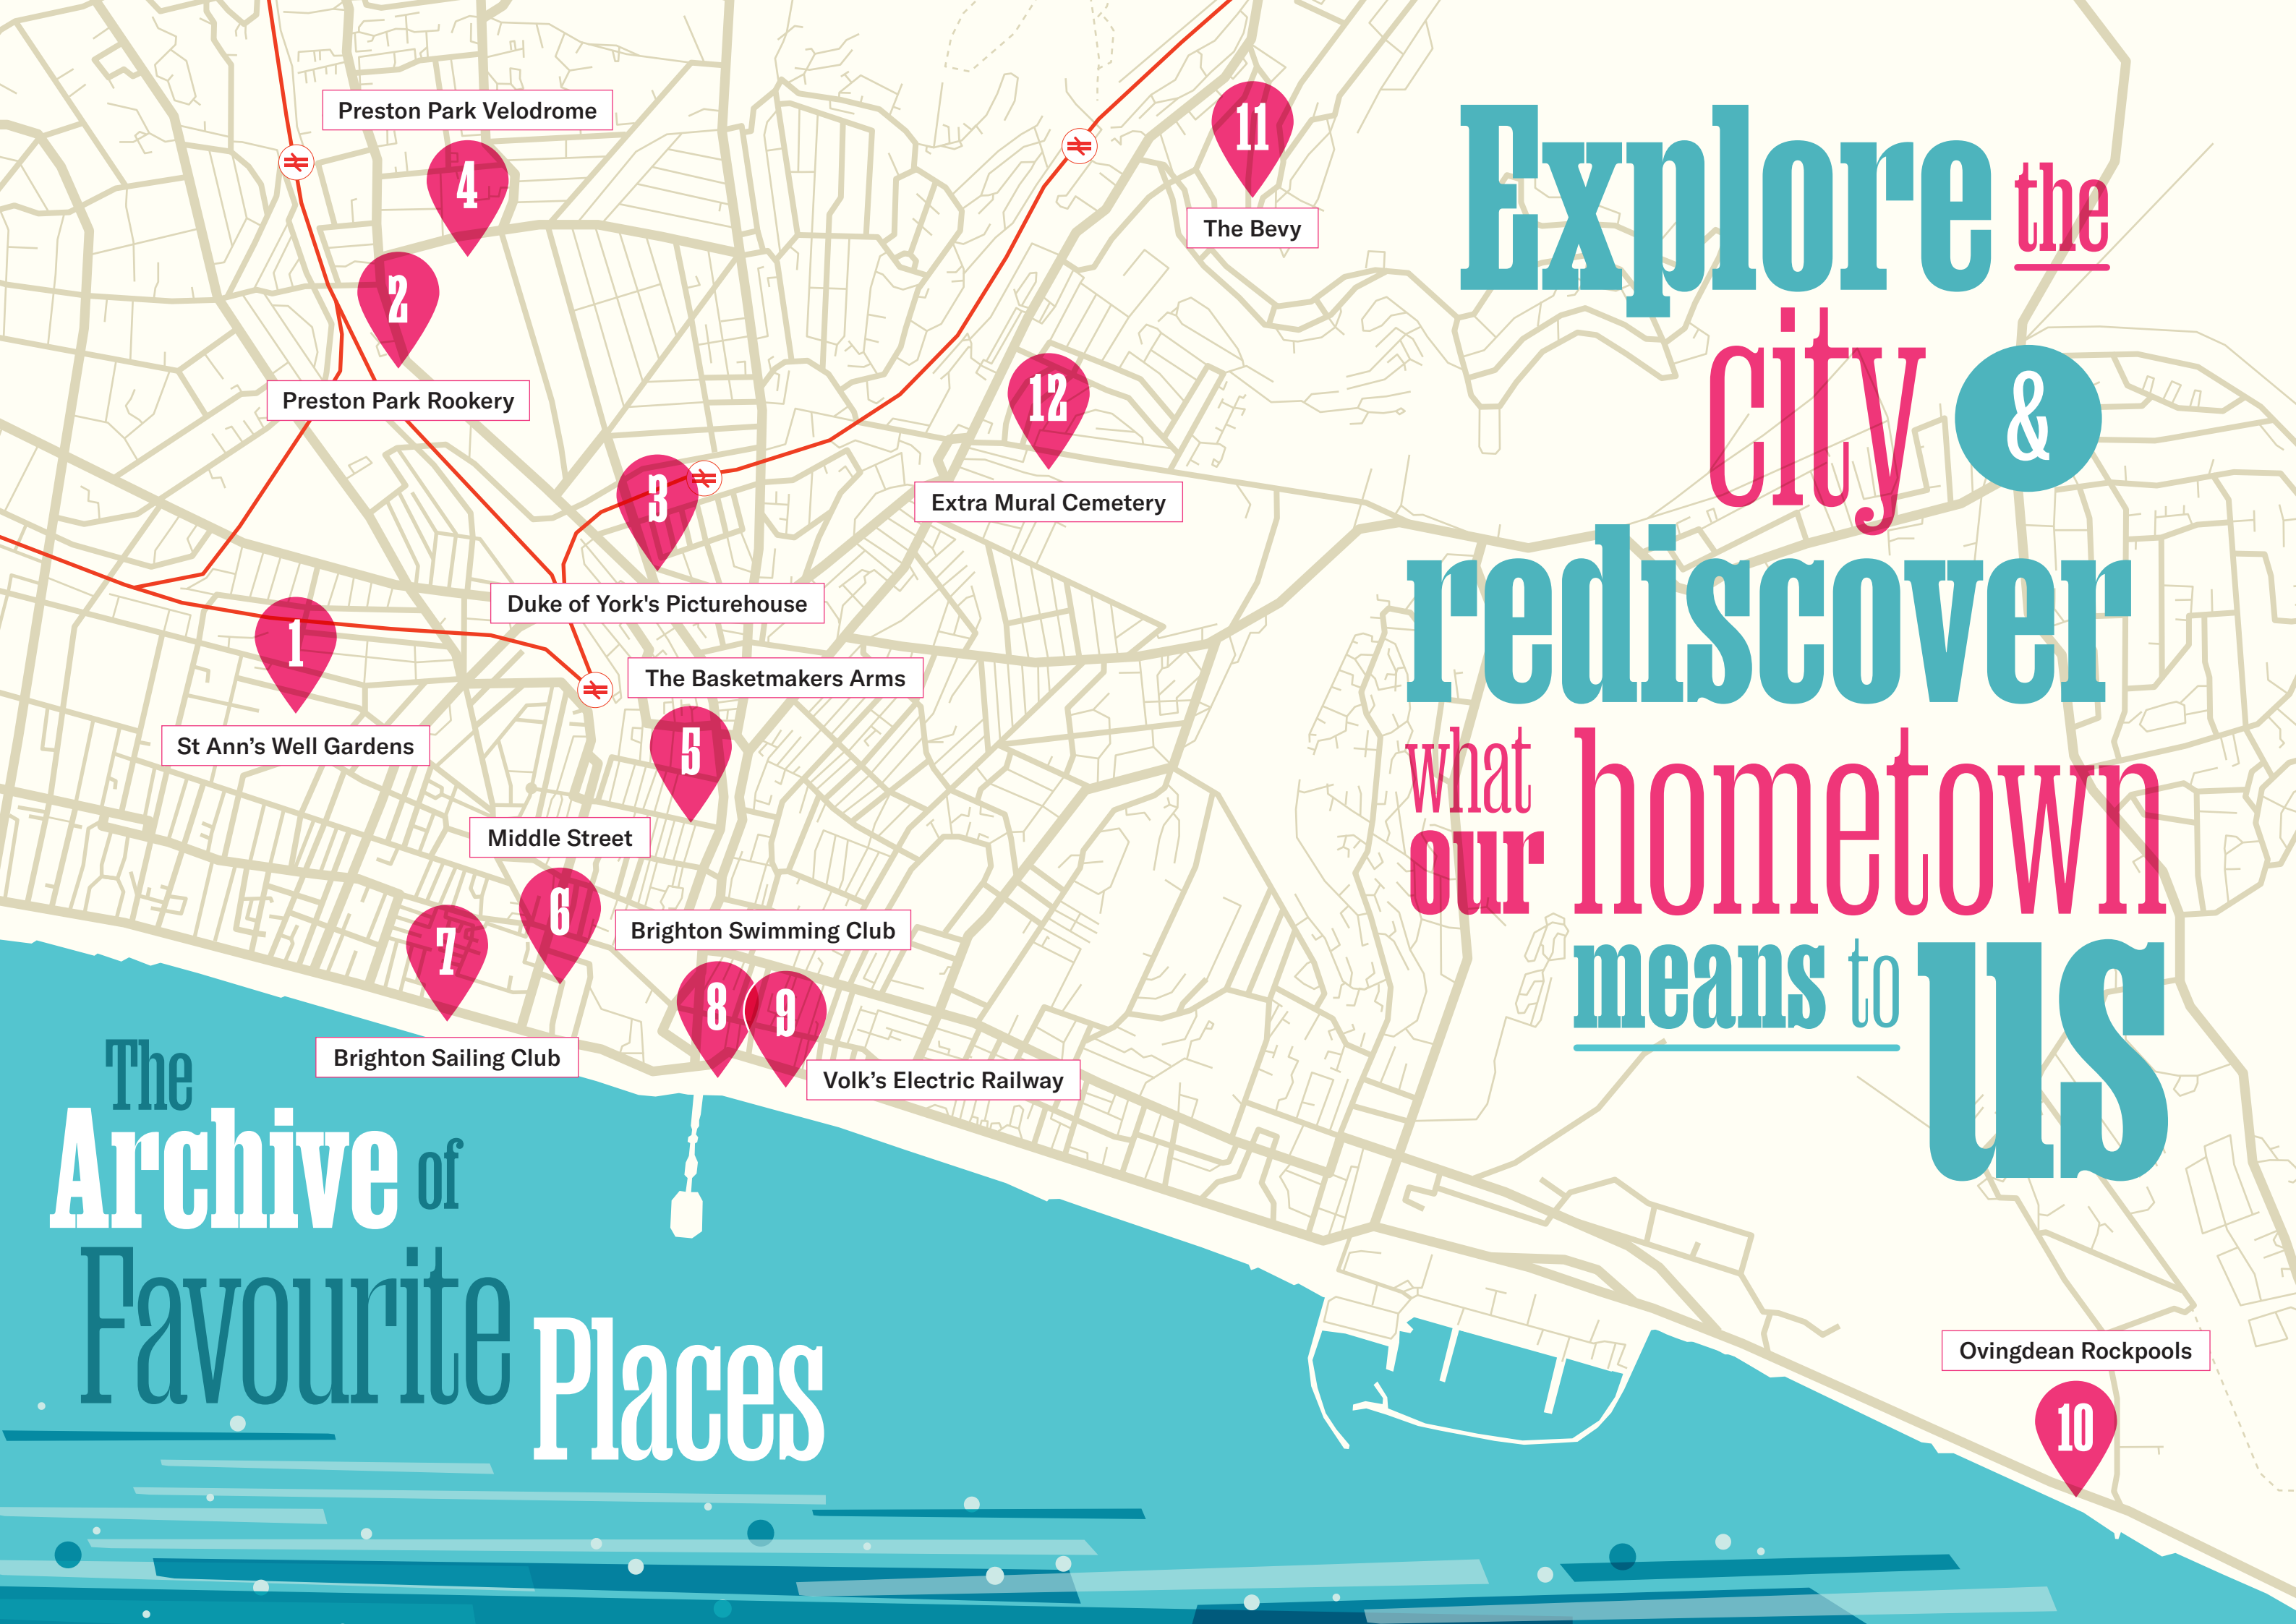 Preston Park Velodrome
4
11
The Bevy
2
Preston Park Rookery
12
Extra Mural Cemetery
3
Duke of York's Picturehouse
1
St Ann’s Well Gardens
The Basketmakers Arms
5
Middle Street
6
7
Brighton Sailing Club
Brighton Swimming Club
8
9
Volk’s Electric Railway
Ovingdean Rockpools
10
Explore the
city &
rediscover
what
our hometown
means to us
The
Archive of
Favourite
Places